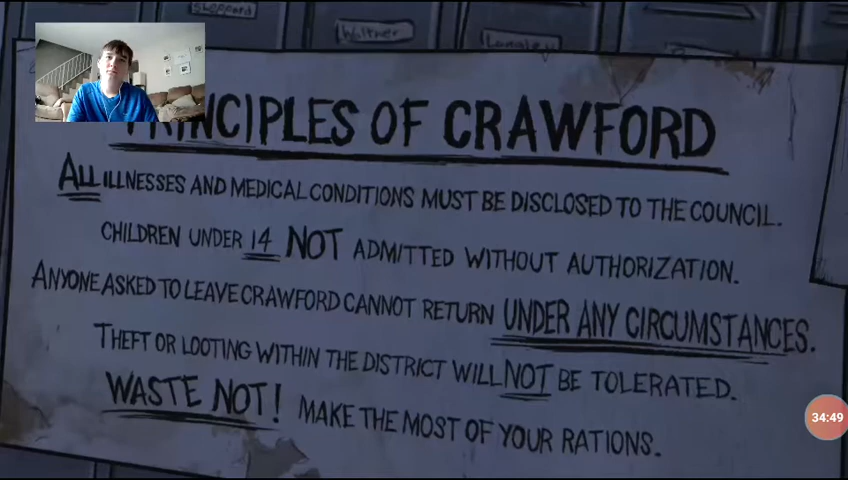 Sheppard
Walther
Langley
PRINCIPLES OF CRAWFORD
ALL ILLNESSES AND MEDICAL CONDITIONS MUST BE DISCLOSED TO THE COUNCIL.
CHILDREN UNDER 14 NOT ADMITTED WITHOUT AUTHORIZATION.
ANYONE ASKED TO LEAVE CRAWFORD CANNOT RETURN UNDER ANY CIRCUMSTANCES.
THEFT OR LOOTING WITHIN THE DISTRICT WILL NOT BE TOLERATED.
WASTE NOT! MAKE THE MOST OF YOUR RATIONS.
34:49